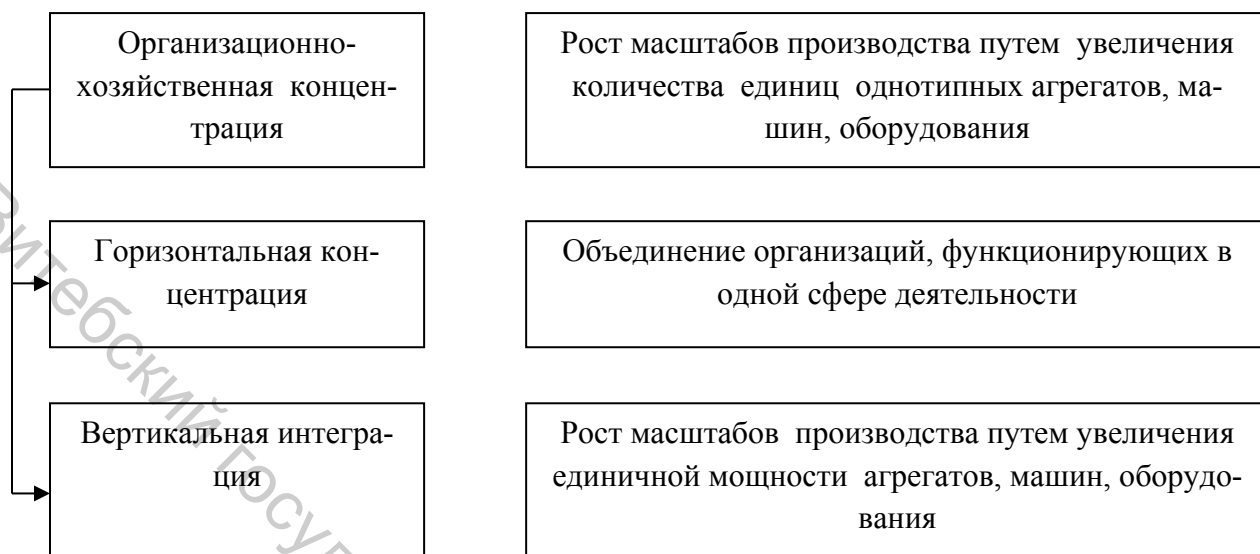 Организационно-
хозяйственная концен-
трация
Рост масштабов производства путем увеличения
количества единиц однотипных агрегатов, ма-
шин, оборудования
Горизонтальная кон-
центрация
Объединение организаций, функционирующих в
одной сфере деятельности
Вертикальная интегра-
ция
Рост масштабов производства путем увеличения
единичной мощности агрегатов, машин, оборудо-
вания
Витебский